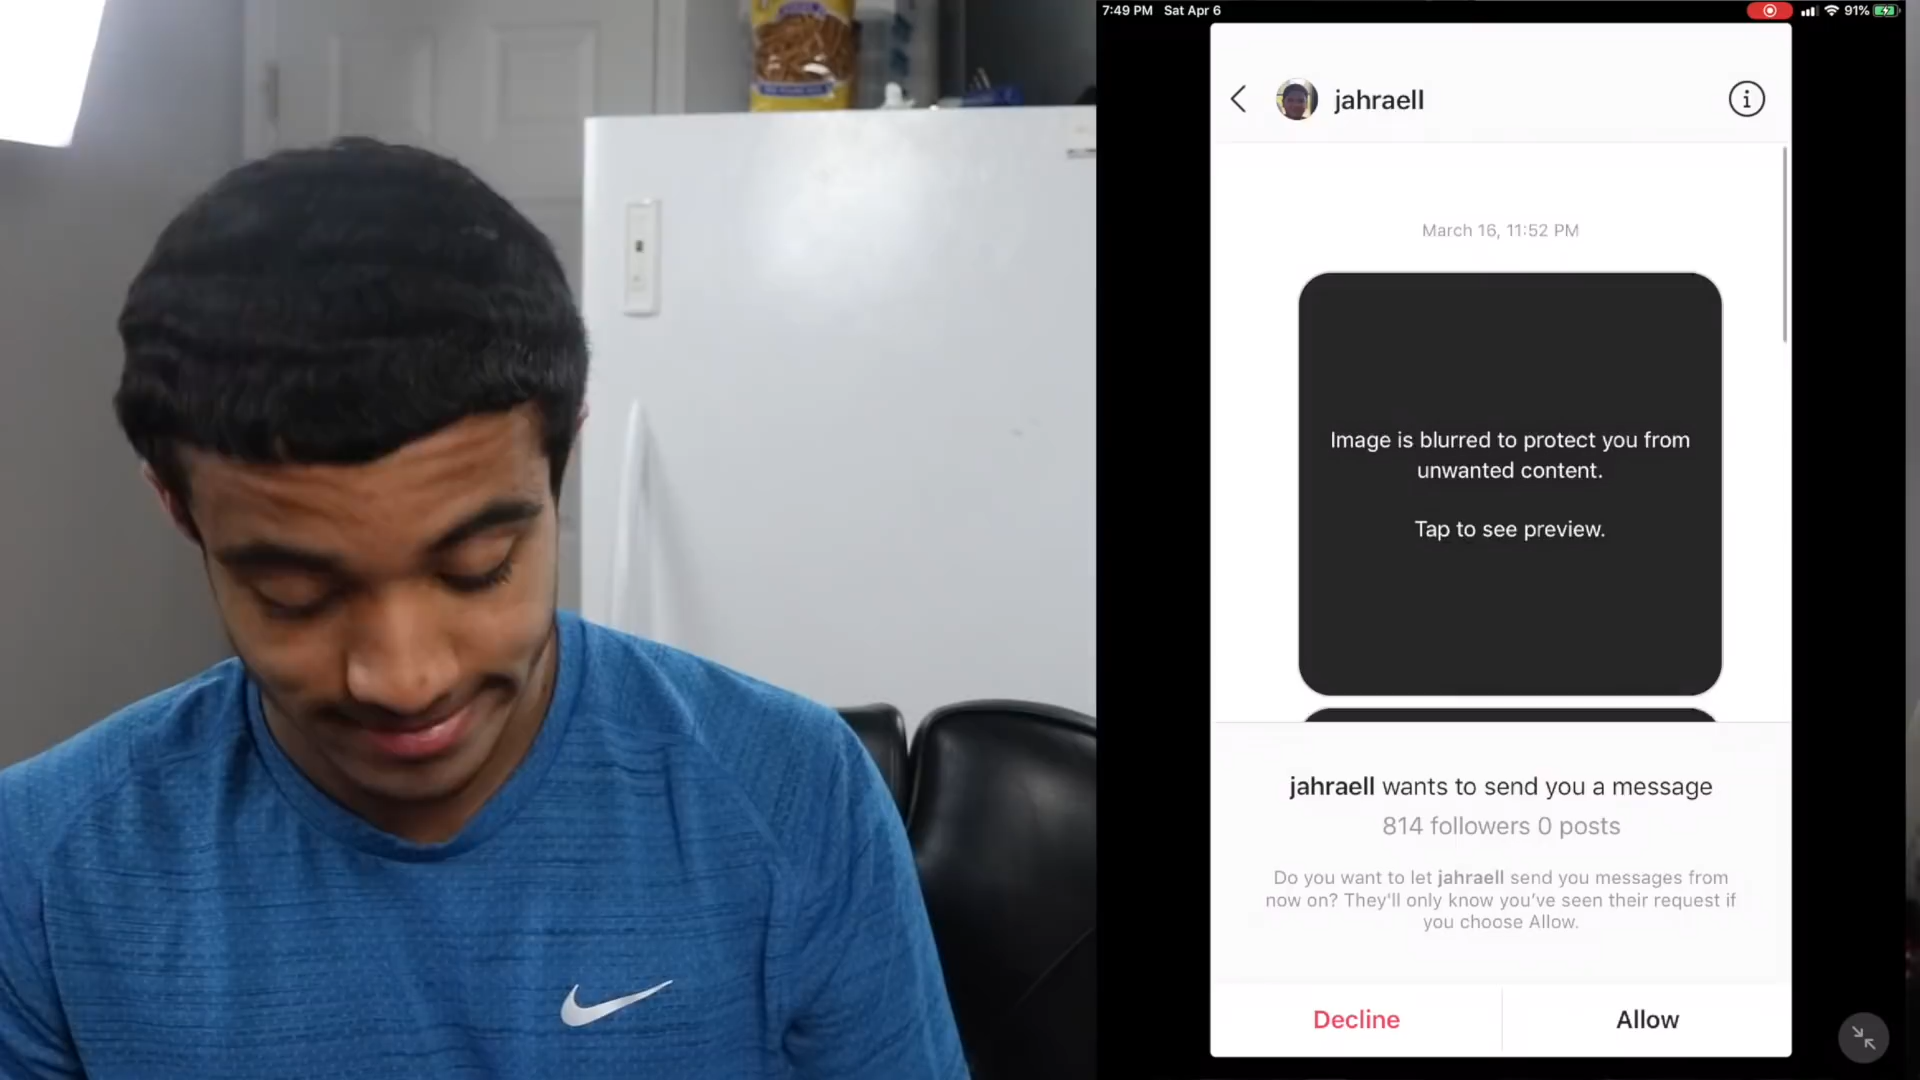 7:49 PM Sat Apr 6
91%
jahraell
March 16, 11:52 PM
Image is blurred to protect you from
unwanted content.
Tap to see preview.
jahraell wants to send you a message
814 followers 0 posts
Do you want to let jahraell send you messages from
now on? They'll only know you've seen their request if
you choose Allow.
Decline
Allow